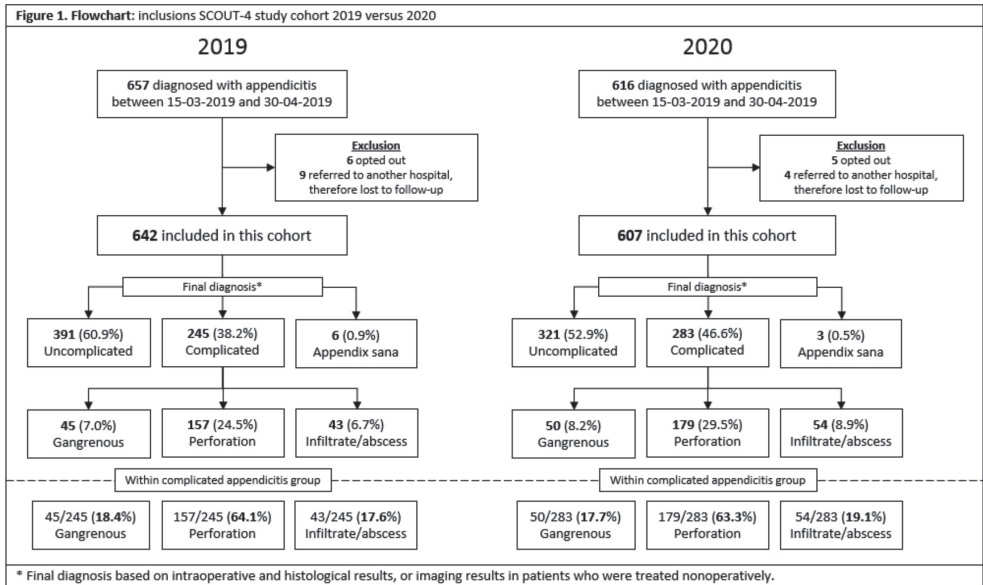 Figure 1. Flowchart: inclusions SCOUT-4 study cohort 2019 versus 2020
2019
657 diagnosed with appendicitis
between 15-03-2019 and 30-04-2019
Exclusion
6 opted out
9 referred to another hospital,
therefore lost to follow-up
642 included in this cohort
Final diagnosis*
391 (60.9%)
Uncomplicated
245 (38.2%)
Complicated
6 (0.9%)
Appendix sana
45 (7.0%)
Gangrenous
157 (24.5%)
Perforation
43 (6.7%)
Infiltrate/abscess
Within complicated appendicitis group
45/245 (18.4%)
Gangrenous
157/245 (64.1%)
Perforation
43/245 (17.6%)
Infiltrate/abscess
2020
616 diagnosed with appendicitis
between 15-03-2019 and 30-04-2019
Exclusion
5 opted out
4 referred to another hospital,
therefore lost to follow-up
607 included in this cohort
Final diagnosis*
321 (52.9%)
Uncomplicated
283 (46.6%)
Complicated
3 (0.5%)
Appendix sana
50 (8.2%)
Gangrenous
179 (29.5%)
Perforation
54 (8.9%)
Infiltrate/abscess
Within complicated appendicitis group
50/283 (17.7%)
Gangrenous
179/283 (63.3%)
Perforation
54/283 (19.1%)
Infiltrate/abscess
* Final diagnosis based on intraoperative and histological results, or imaging results in patients who were treated nonoperatively.